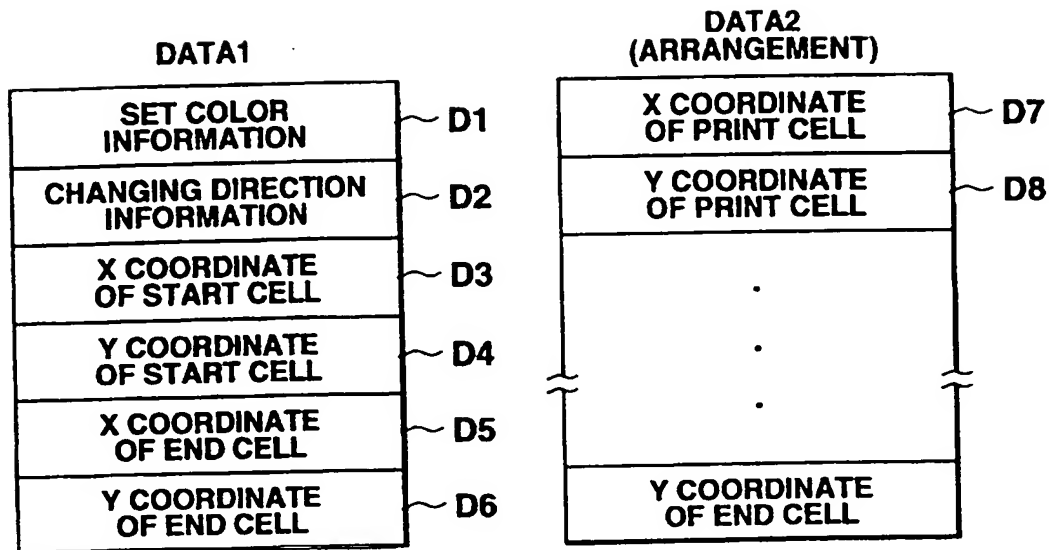 DATA1
SET COLOR
INFORMATION
D1
CHANGING DIRECTION
INFORMATION
D2
X COORDINATE
OF START CELL
D3
Y COORDINATE
OF START CELL
D4
X COORDINATE
OF END CELL
D5
Y COORDINATE
OF END CELL
D6
DATA2
(ARRANGEMENT)
X COORDINATE
OF PRINT CELL
D7
Y COORDINATE
OF PRINT CELL
D8
Y COORDINATE
OF END CELL